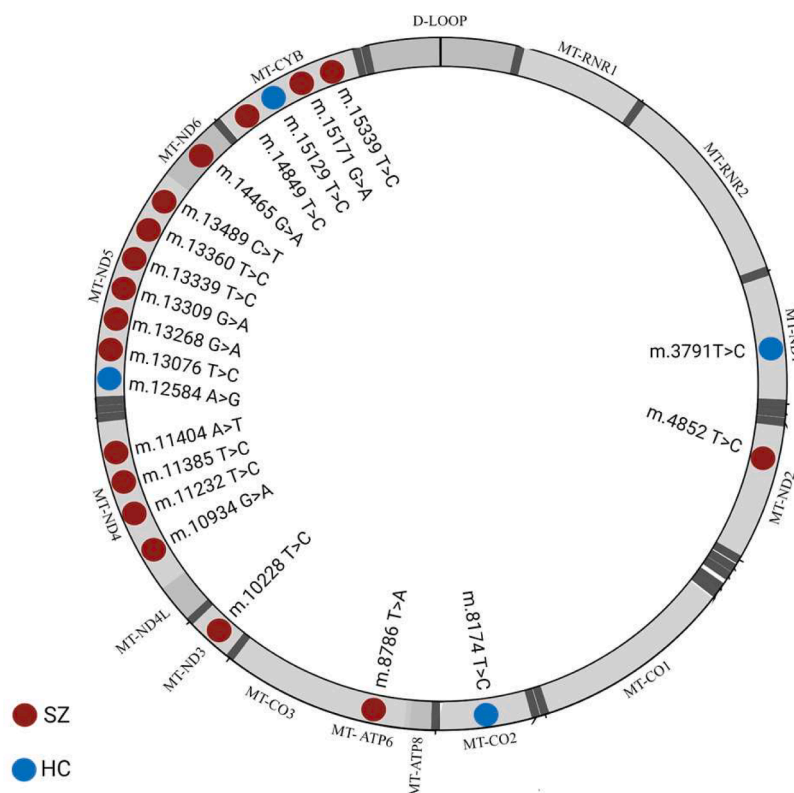 D-LOOP
MT-RNR1
MT-RNR2
MT-ND1
m.3791T>C
m.4852 T>C
MT-ND2
MT-CO1
m.8174 T>C
MT-CO2
MT-ATP8
m.8786 T>A
MT- ATP6
MT-CO3
m.10228 T>C
MT-ND3
MT-ND4L
m.10934 G>A
m.11232 T>C
m.11385 T>C
m.11404 A>T
MT-ND4
m.12584 A>G
m.13076 T>C
m.13268 G>A
m.13309 G>A
m.13339 T>C
m.13360 T>C
m.13489 C>T
MT-ND5
m.14465 G>A
MT-ND6
m.14849 T>C
m.15129 T>C
m.15171 G>A
m.15339 T>C
MT-CYB
SZ
HC